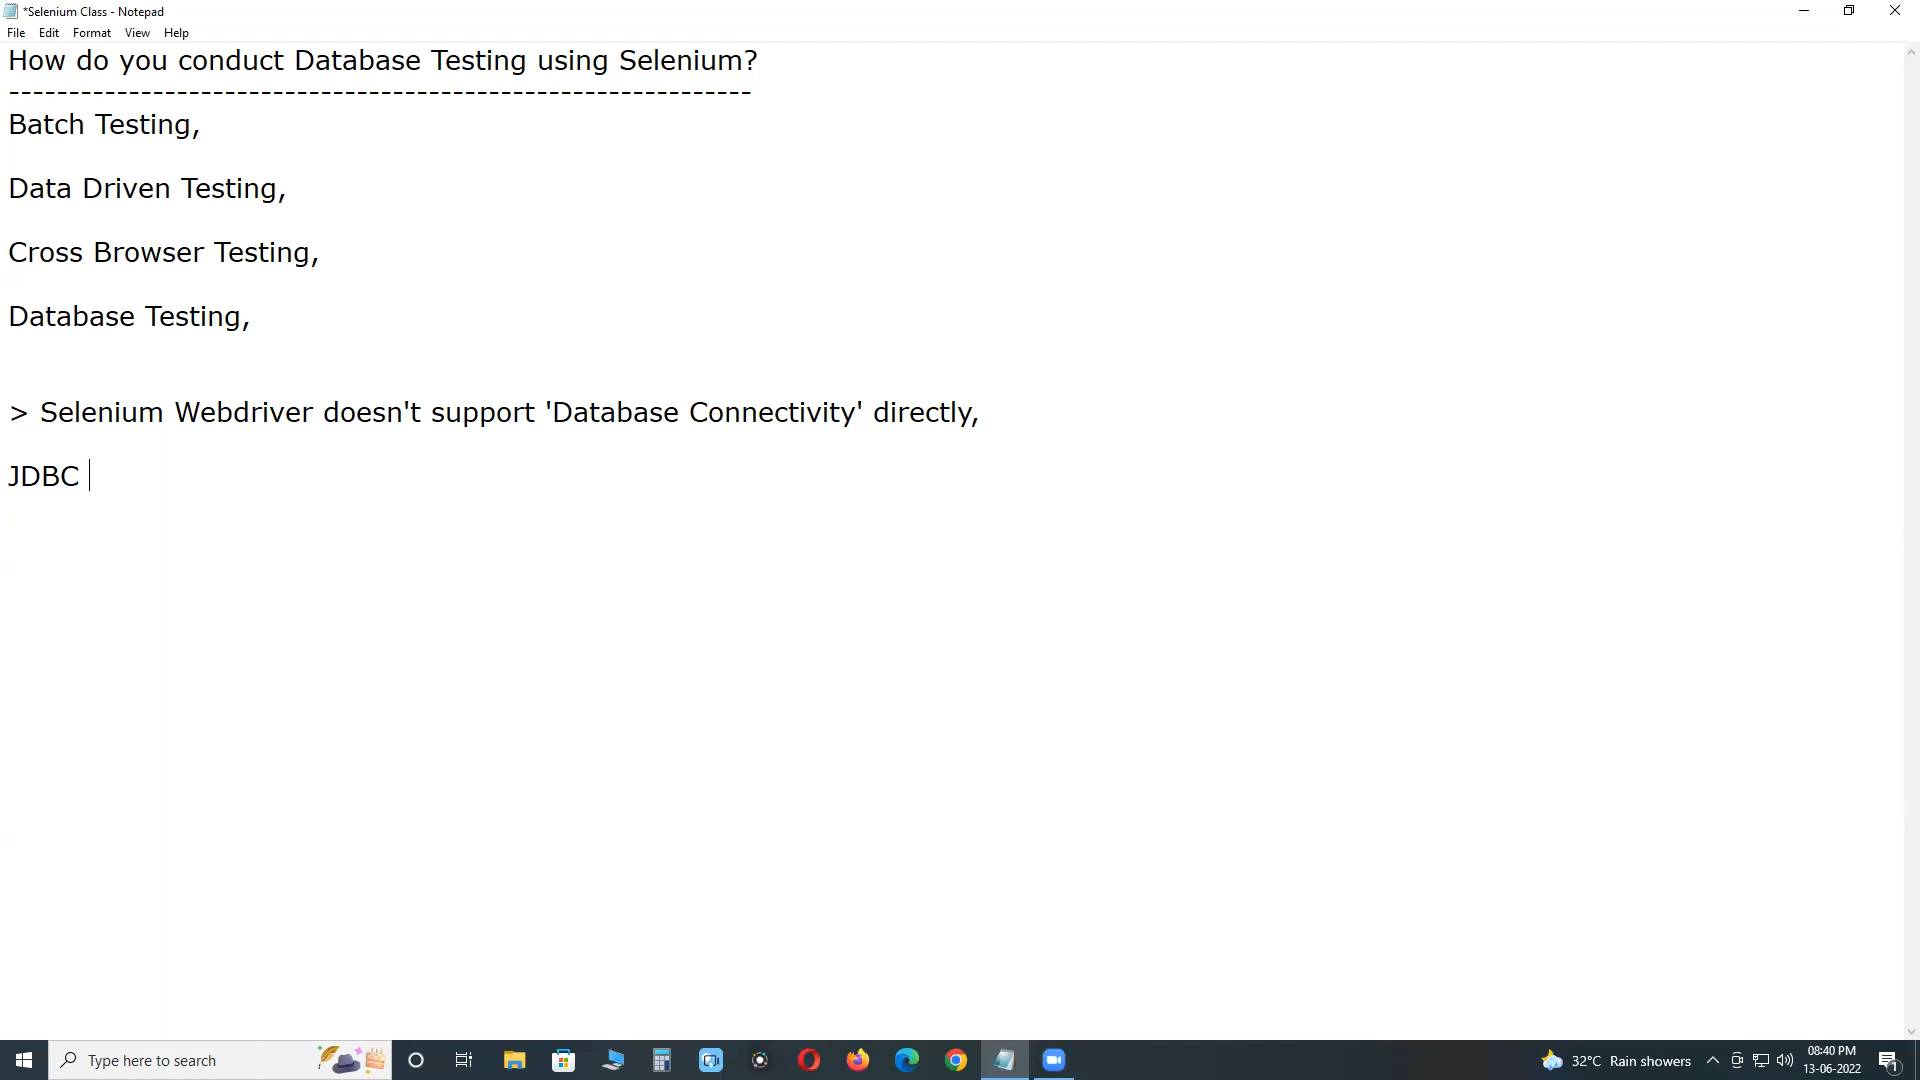 *Selenium Class - Notepad
File Edit Format View Help
How do you conduct Database Testing using Selenium?
--------------------------------------------------------------
Batch Testing,
Data Driven Testing,
Cross Browser Testing,
Database Testing,
> Selenium Webdriver doesn't support 'Database Connectivity' directly,
JDBC
Type here to search
32°C Rain showers
08:40 PM
13-06-2022
1